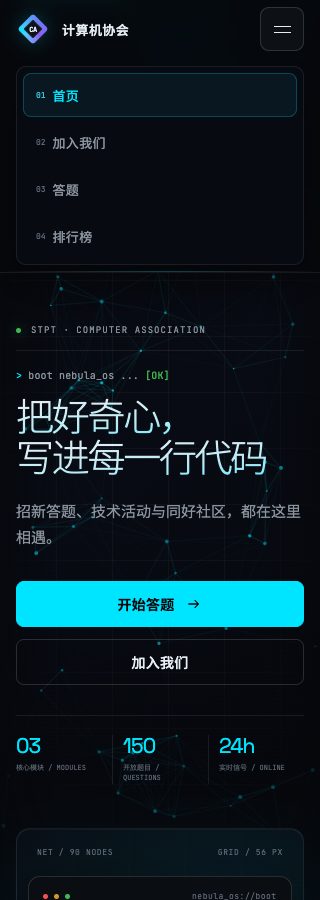 CA 计算机协会
01 首页
02 加入我们
03 答题
04 排行榜
STPT · COMPUTER ASSOCIATION
> boot nebula_os ... [OK]
把好奇心，
写进每一行代码
招新答题、技术活动与同好社区，都在这里
相遇。
开始答题 →
加入我们
03 150 24h
核心模块 / MODULES 开放题目 / 实时信号 / ONLINE
QUESTIONS
NET / 90 NODES GRID / 56 PX
nebula_os://boot